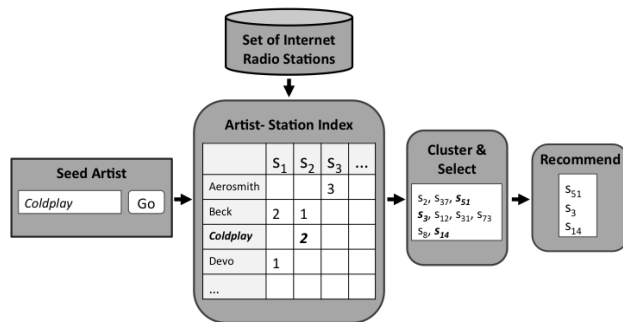 Set of Internet
Radio Stations
Seed Artist
Coldplay
Go
Artist- Station Index
s1 s2 s3 ...
Aerosmith 3
Beck 2 1
Coldplay 2
Devo 1
...
Cluster &
Select
s2, s37, s51
s3, s12, s31, s73
s8, s14
Recommend
s51
s3
s14